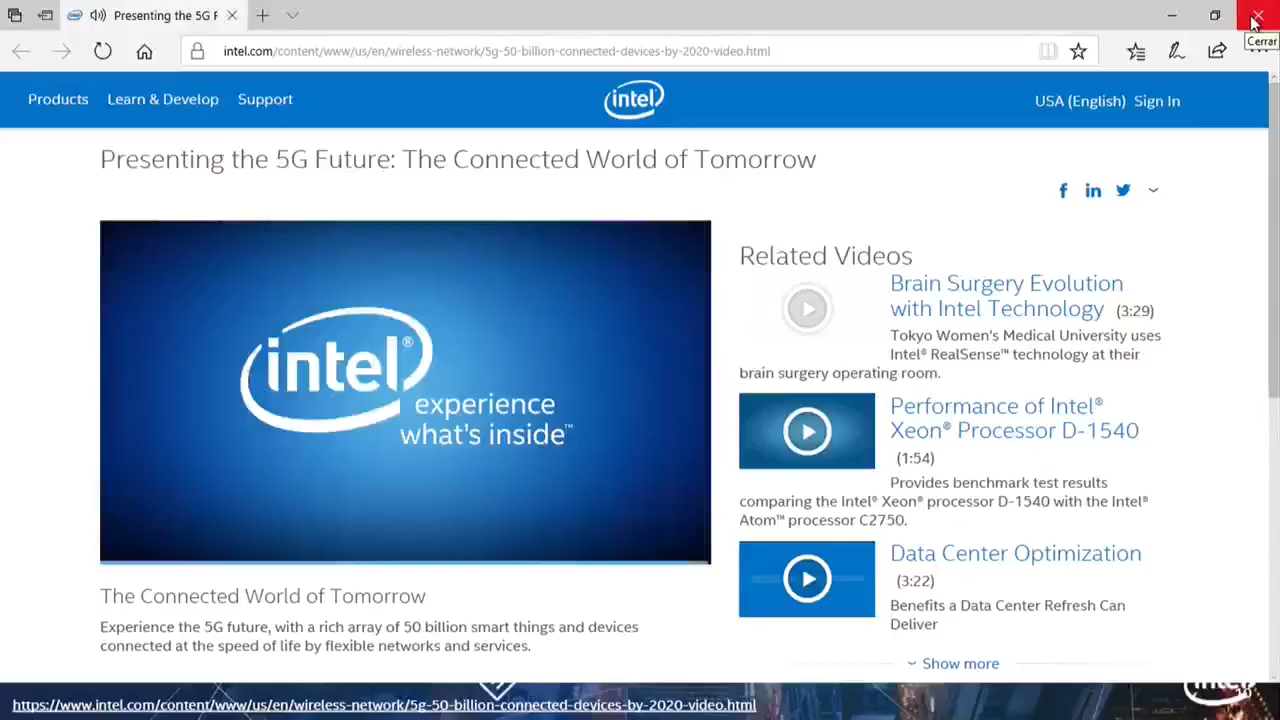 Presenting the 5G F
Cerrar
intel.com/content/www/us/en/wireless-network/5g-50-billion-connected-devices-by-2020-video.html
Products Learn & Develop Support
intel
USA (English) Sign In
Presenting the 5G Future: The Connected World of Tomorrow
intel®
experience
what's inside™
Related Videos
Brain Surgery Evolution
with Intel Technology (3:29)
Tokyo Women's Medical University uses
Intel® RealSense™ technology at their
brain surgery operating room.
Performance of Intel®
Xeon® Processor D-1540
(1:54)
Provides benchmark test results
comparing the Intel® Xeon® processor D-1540 with the Intel®
Atom™ processor C2750.
Data Center Optimization
(3:22)
Benefits a Data Center Refresh Can
Deliver
Show more
The Connected World of Tomorrow
Experience the 5G future, with a rich array of 50 billion smart things and devices
connected at the speed of life by flexible networks and services.
https://www.intel.com/content/www/us/en/wireless-network/5g-50-billion-connected-devices-by-2020-video.html